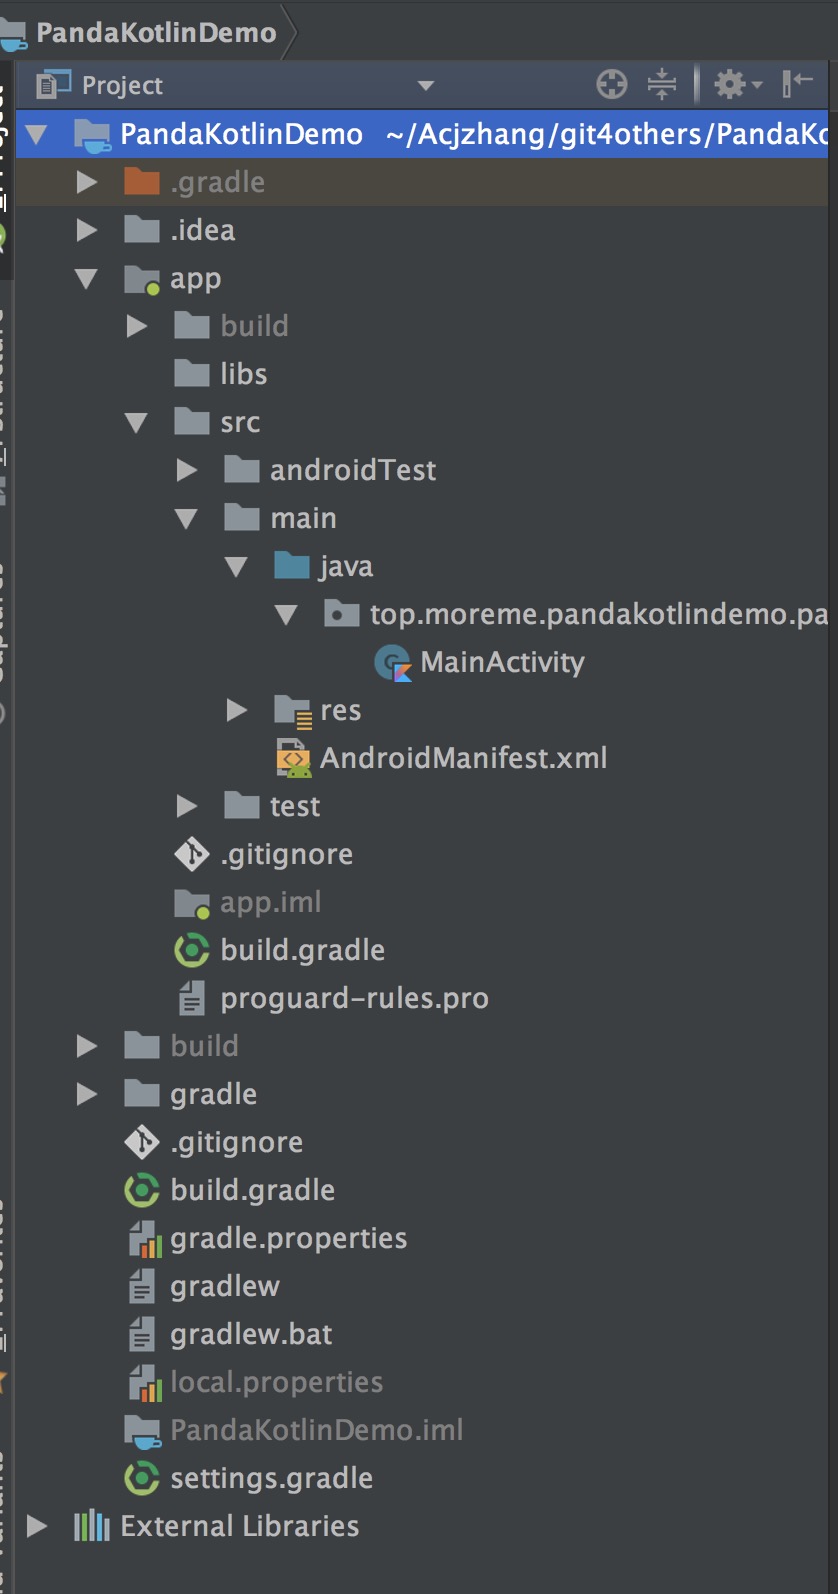 PandaKotlinDemo
Project
PandaKotlinDemo ~/Acjzhang/git4others/PandaKo
.gradle
.idea
app
build
libs
src
androidTest
main
java
top.moreme.pandakotlindemo.pa
MainActivity
res
AndroidManifest.xml
test
.gitignore
app.iml
build.gradle
proguard-rules.pro
build
gradle
.gitignore
build.gradle
gradle.properties
gradlew
gradlew.bat
local.properties
PandaKotlinDemo.iml
settings.gradle
External Libraries